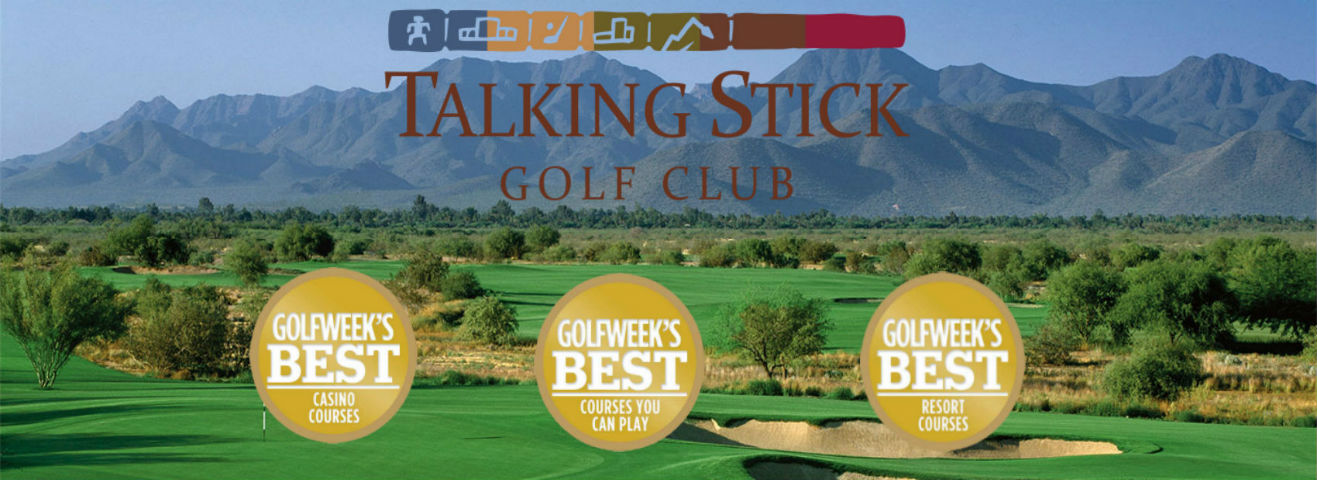 TALKING STICK
GOLF CLUB
GOLFWEEK'S
BEST
CASINO
COURSES
GOLFWEEK'S
BEST
COURSES YOU
CAN PLAY
GOLFWEEK'S
BEST
RESORT
COURSES